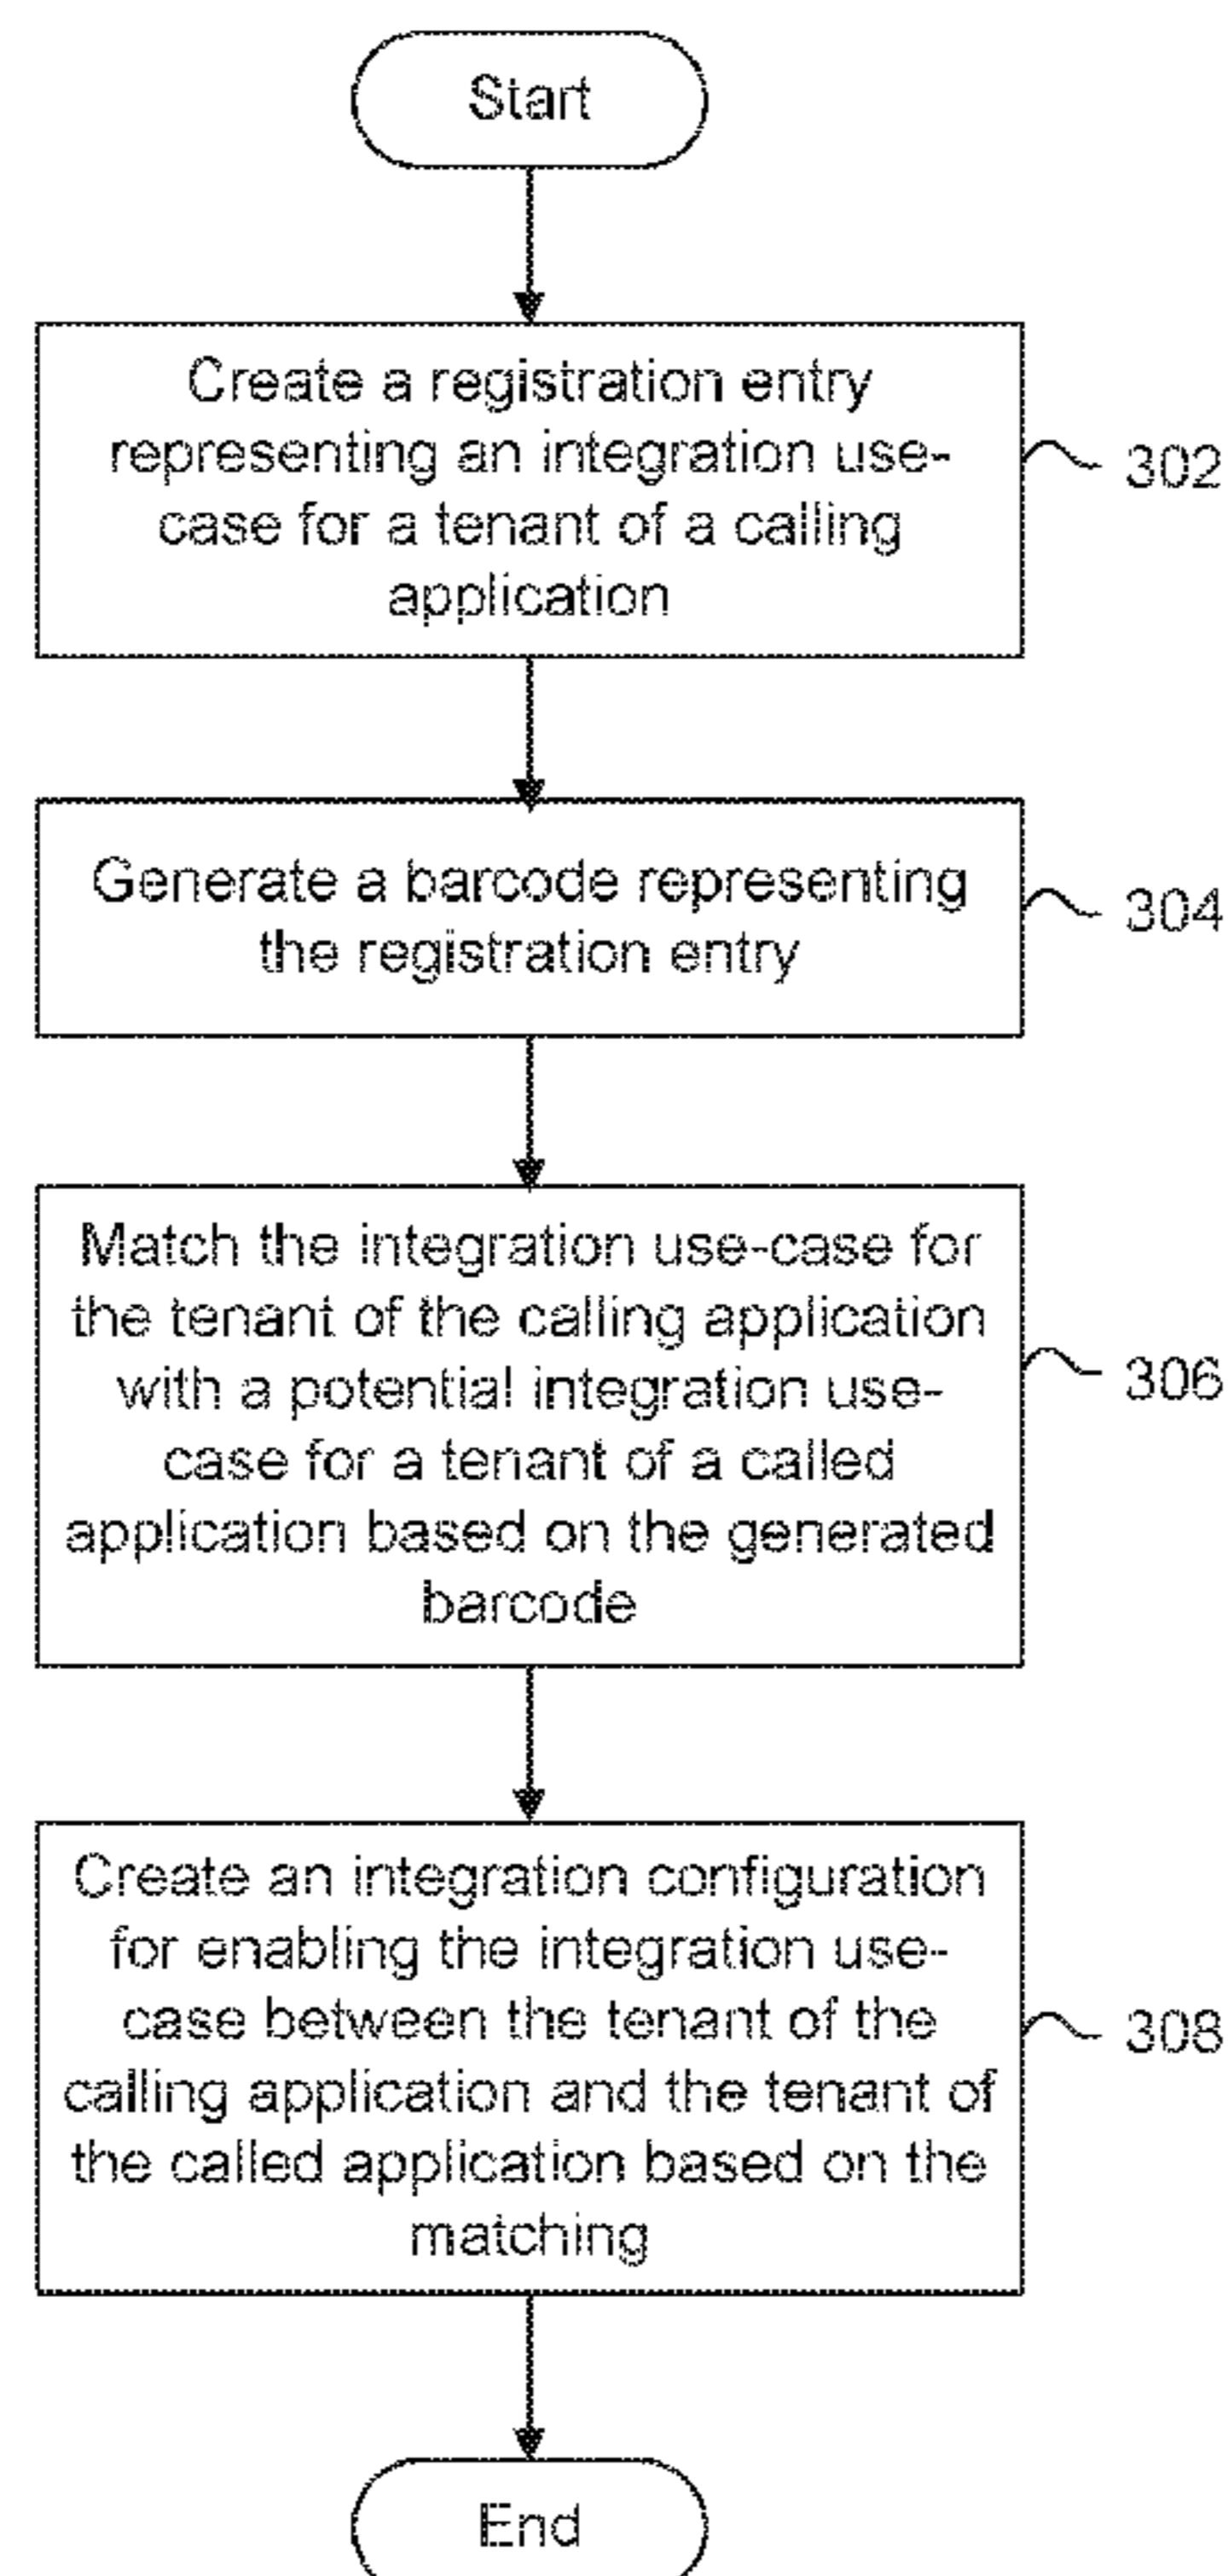 Start
Create a registration entry
representing an integration use-
case for a tenant of a calling
application
302
Generate a barcode representing
the registration entry
304
Match the integration use-case for
the tenant of the calling application
with a potential integration use-
case for a tenant of a called
application based on the generated
barcode
306
Create an integration configuration
for enabling the integration use-
case between the tenant of the
calling application and the tenant of
the called application based on the
matching
308
End